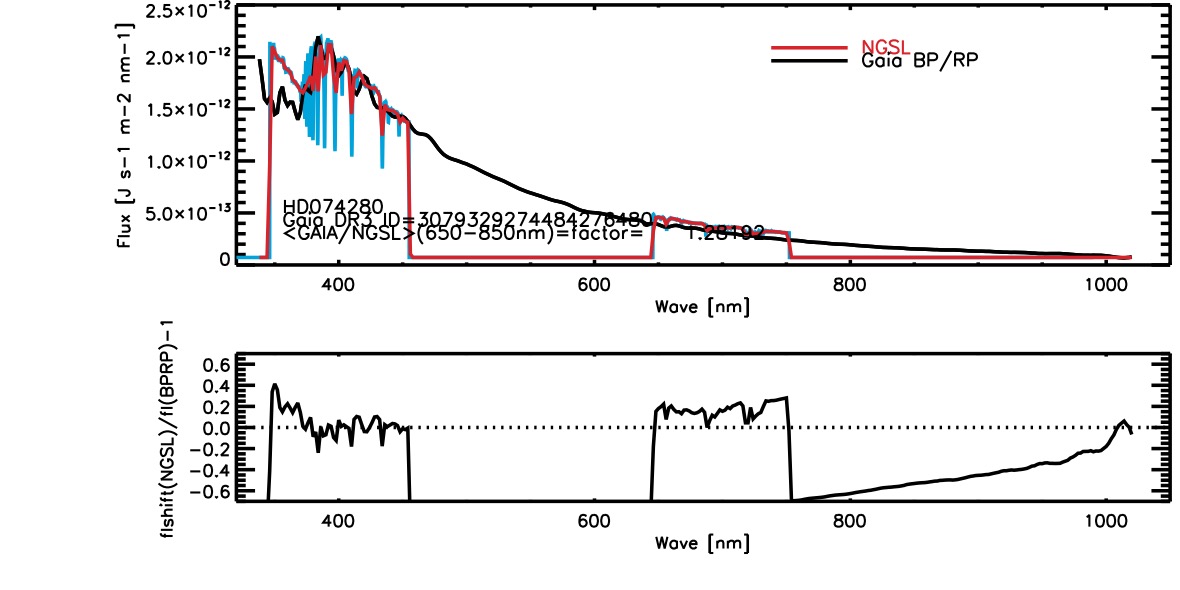 2.5×10⁻¹²
2.0×10⁻¹²
1.5×10⁻¹²
1.0×10⁻¹²
5.0×10⁻¹³
0
Flux [J s−1 m−2 nm−1]
NGSL
Gaia BP/RP
HD074280
Gaia DR3 ID=3079329274484276480
<GAIA/NGSL>(650−850nm)=factor= 1.28192
400 600 800 1000
Wave [nm]
0.6
0.4
0.2
0.0
−0.2
−0.4
−0.6
flshift(NGSL)/fl(BPRP)−1
400 600 800 1000
Wave [nm]